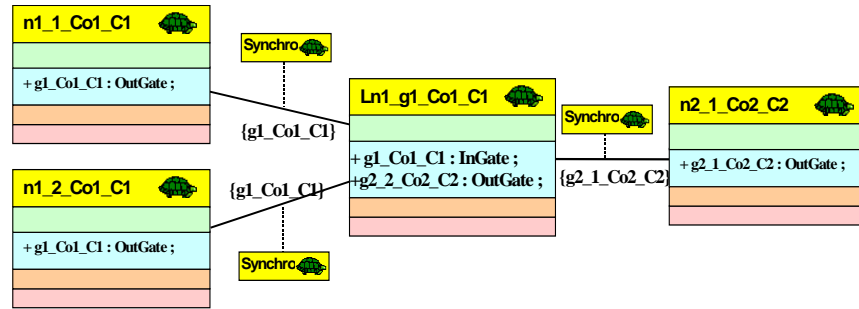 n1_1_Co1_C1
+ g1_Co1_C1 : OutGate ;
Synchro
{g1_Co1_C1}
n1_2_Co1_C1
+ g1_Co1_C1 : OutGate ;
{g1_Co1_C1}
Synchro
Ln1_g1_Co1_C1
+ g1_Co1_C1 : InGate ;
+g2_2_Co2_C2 : OutGate ;
Synchro
{g2_1_Co2_C2}
n2_1_Co2_C2
+ g2_1_Co2_C2 : OutGate ;